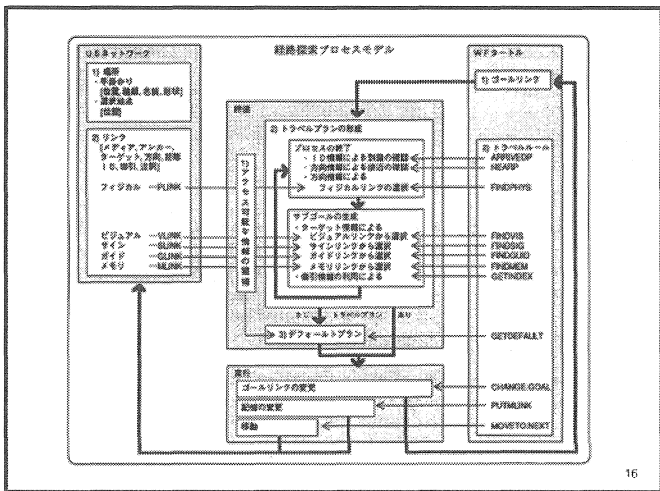 経路探索プロセスモデル
U.S ネットワーク
1) 場所
・手掛かり
[位置, 種類, 名前, 形状]
・選択地点
[位置]
2) リンク
[メディア, アンカー,
ターゲット, 方向, 距離
ID, 索引, 注釈]
フィジカル PLINK
ビジュアル VLINK
サイン SLINK
ガイド GLINK
メモリ MLINK
1) アクセス可能な情報の獲得
2) トラベルプランの形成
プロセスの終了
・ID情報による到着の確認
・方向情報による接近の確認
・方向情報による
フィジカルリンクの選択
サブゴールの生成
・ターゲット情報による
ビジュアルリンクから選択
サインリンクから選択
ガイドリンクから選択
メモリリンクから選択
・索引情報の利用による
なし トラベルプラン あり
3) デフォールトプラン
実行
ゴールリンクの変更
記憶の変更
移動
W.F タートル
1) ゴールリンク
2) トラベルルール
ARRIVEDP
NEARP
FINDPHYS
FINDVIS
FINDSIG
FINDGUID
FINDMEM
GETINDEX
GETDEFAULT
CHANGE.GOAL
PUTMLINK
MOVETO.NEXT
16